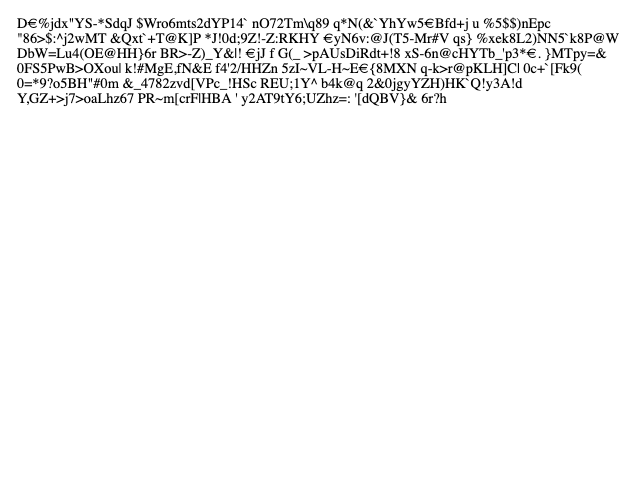 D€%jdx"YS-*SdqJ $Wro6mts2dYP14` nO72Tm\q89 q*N(&`YhYw5€Bfd+j u %5$$)nEpc
"86>$:^j2wMT &Qxt`+T@K]P *J!0d;9Z!-Z:RKHY €yN6v:@J(T5-Mr#V qs} %xek8L2)NN5`k8P@W
DbW=Lu4(OE@HH}6r BR>-Z)_Y&|! €jJ f G(_ >pAUsDiRdt+!8 xS-6n@cHYTb_'p3*€. }MTpy=&
0FS5PwB>OXou| k!#MgE,fN&E f4'2/HHZn 5zI~VL-H~E€{8MXN q-k>r@pKLH]C| 0c+`[Fk9(
0=*9?o5BH"#0m &_4782zvd[VPc_!HSc REU;1Y^ b4k@q 2&0jgyYZH)HK`Q!y3A!d
Y,GZ+>j7>oaLhz67 PR~m[crF|HBA ' y2AT9tY6;UZhz=: '[dQBV}& 6r?h